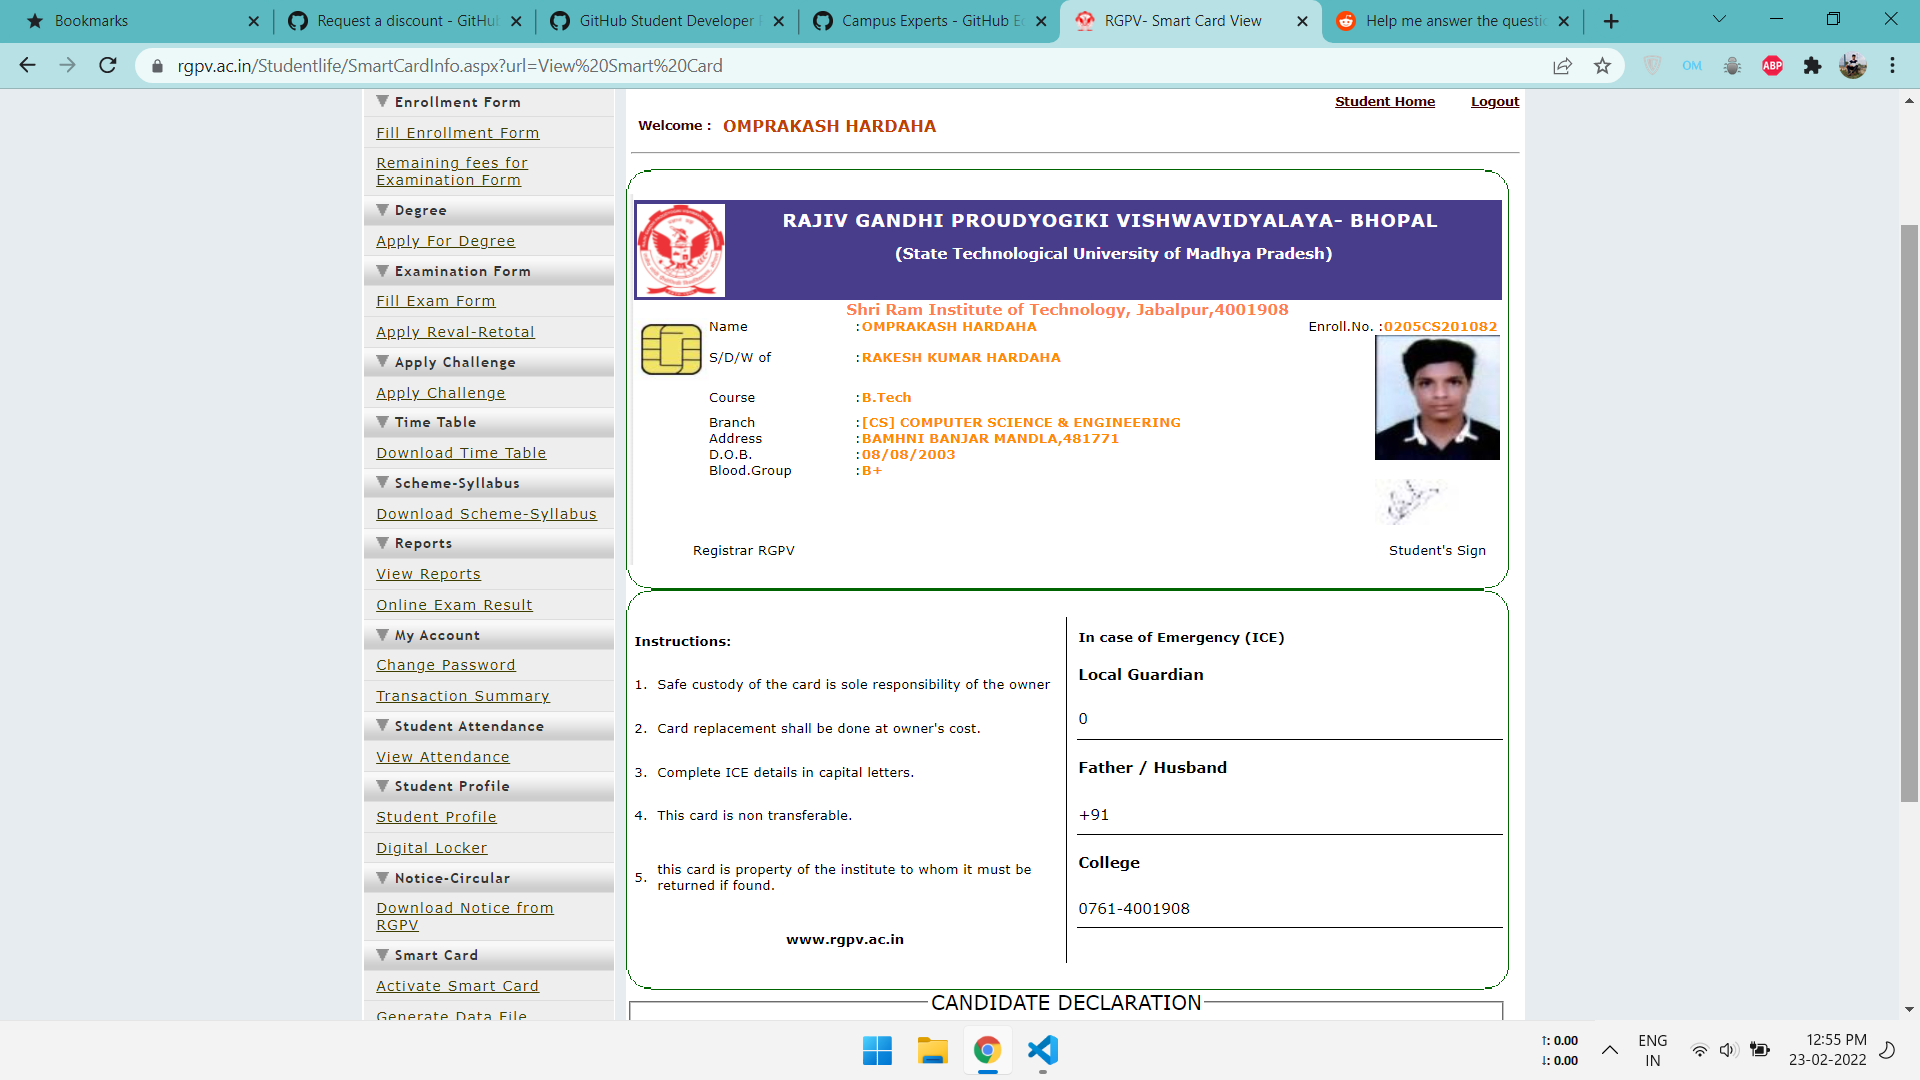 Bookmarks
Request a discount - GitHu
GitHub Student Developer
Campus Experts - GitHub E
RGPV- Smart Card View
Help me answer the questi
rgpv.ac.in/Studentlife/SmartCardInfo.aspx?url=View%20Smart%20Card
OM
ABP
Enrollment Form
Fill Enrollment Form
Remaining fees for
Examination Form
Degree
Apply For Degree
Examination Form
Fill Exam Form
Apply Reval-Retotal
Apply Challenge
Apply Challenge
Time Table
Download Time Table
Scheme-Syllabus
Download Scheme-Syllabus
Reports
View Reports
Online Exam Result
My Account
Change Password
Transaction Summary
Student Attendance
View Attendance
Student Profile
Student Profile
Digital Locker
Notice-Circular
Download Notice from
RGPV
Smart Card
Activate Smart Card
Generate Data File
Student Home Logout
Welcome : OMPRAKASH HARDAHA
RAJIV GANDHI PROUDYOGIKI VISHWAVIDYALAYA- BHOPAL
(State Technological University of Madhya Pradesh)
Shri Ram Institute of Technology, Jabalpur,4001908
Name :OMPRAKASH HARDAHA Enroll.No. :0205CS201082
S/D/W of :RAKESH KUMAR HARDAHA
Course :B.Tech
Branch :[CS] COMPUTER SCIENCE & ENGINEERING
Address :BAMHNI BANJAR MANDLA,481771
D.O.B. :08/08/2003
Blood.Group :B+
Registrar RGPV Student's Sign
Instructions:
1. Safe custody of the card is sole responsibility of the owner
2. Card replacement shall be done at owner's cost.
3. Complete ICE details in capital letters.
4. This card is non transferable.
5. this card is property of the institute to whom it must be
returned if found.
www.rgpv.ac.in
In case of Emergency (ICE)
Local Guardian
0
Father / Husband
+91
College
0761-4001908
CANDIDATE DECLARATION
↑: 0.00
↓: 0.00
ENG
IN
12:55 PM
23-02-2022